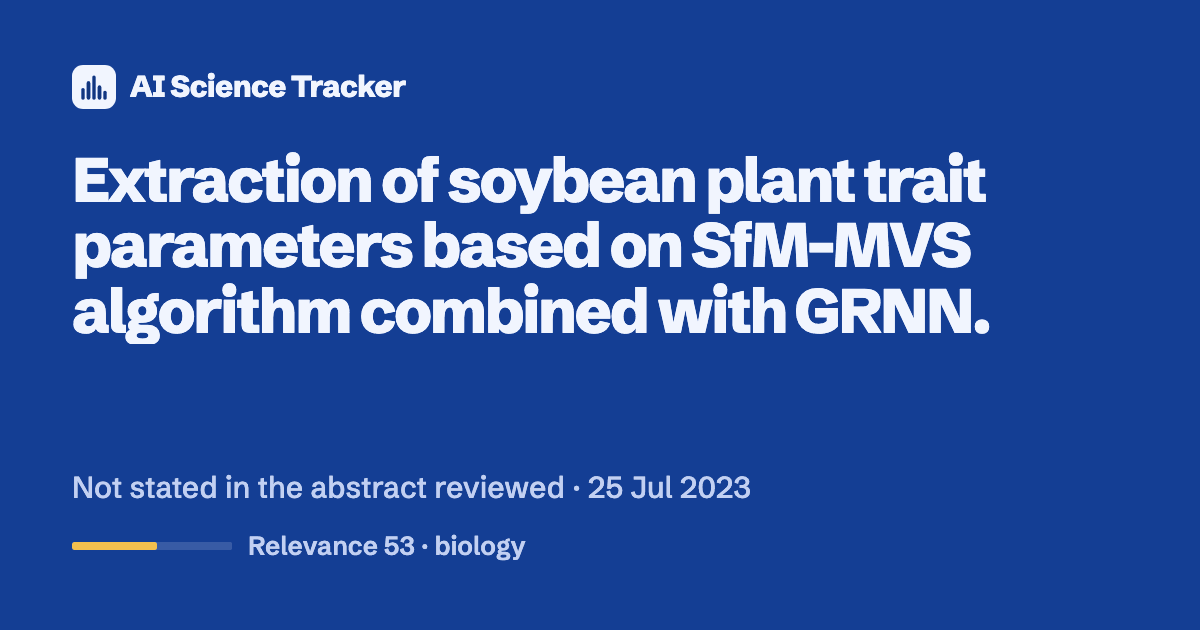 AI Science Tracker
Extraction of soybean plant trait
parameters based on SfM-MVS
algorithm combined with GRNN.
Not stated in the abstract reviewed · 25 Jul 2023
Relevance 53 · biology